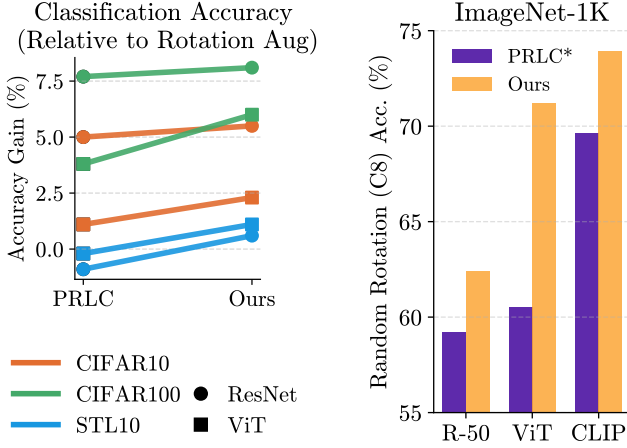 Classification Accuracy
(Relative to Rotation Aug)
Accuracy Gain (%)
7.5
5.0
2.5
0.0
PRLC
Ours
CIFAR10
CIFAR100
STL10
ResNet
ViT
ImageNet-1K
Random Rotation (C8) Acc. (%)
75
70
65
60
55
PRLC*
Ours
R-50
ViT
CLIP